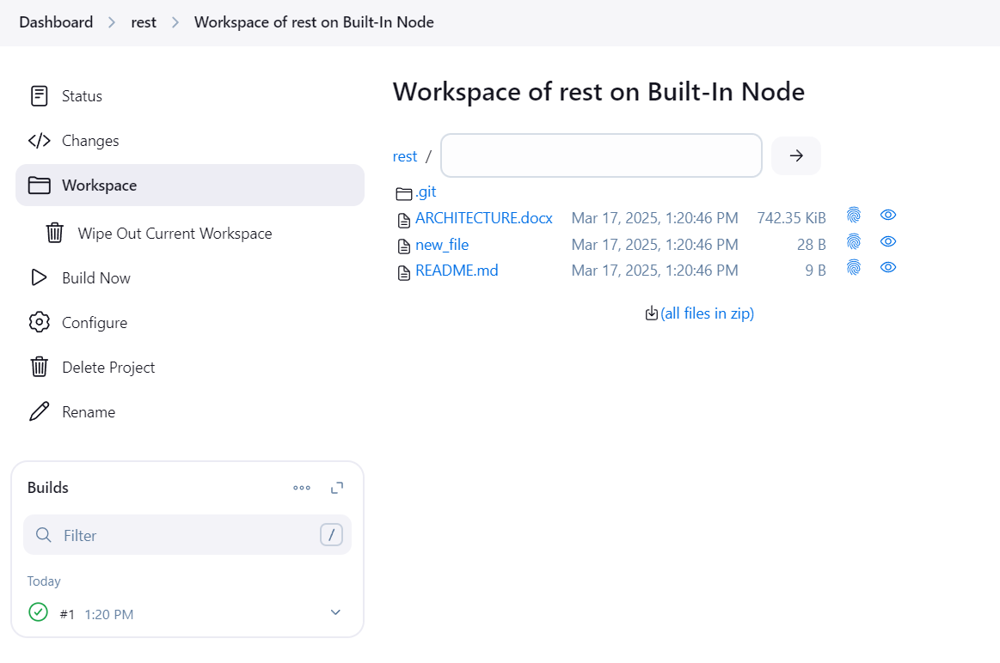 Dashboard > rest > Workspace of rest on Built-In Node
Status
Changes
Workspace
Wipe Out Current Workspace
Build Now
Configure
Delete Project
Rename
Builds
Filter /
Today
#1 1:20 PM
Workspace of rest on Built-In Node
rest /
.git
ARCHITECTURE.docx Mar 17, 2025, 1:20:46 PM 742.35 KiB
new_file Mar 17, 2025, 1:20:46 PM 28 B
README.md Mar 17, 2025, 1:20:46 PM 9 B
(all files in zip)